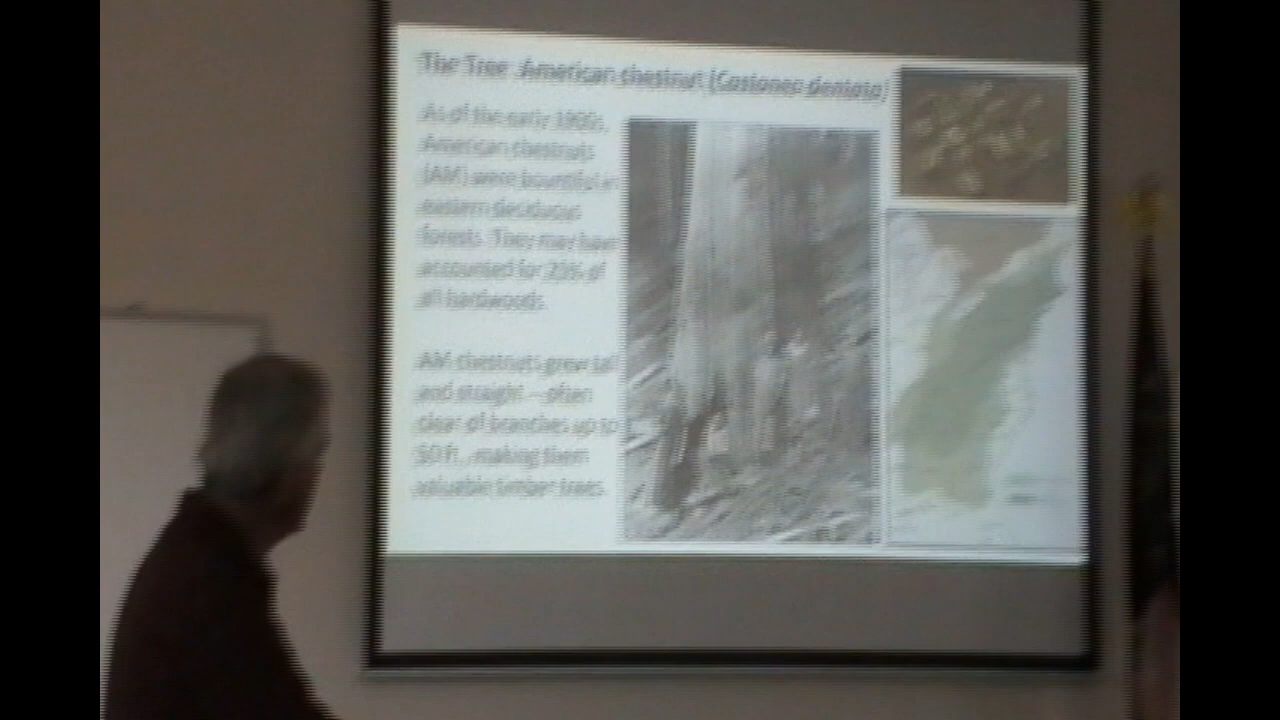 The Tree American chestnut (Castanea dentata)
As of the early 1900s,
American chestnuts
(AM) were bountiful in
eastern deciduous
forests. They may have
accounted for 25% of
all hardwoods.
AM chestnuts grew tall
and straight – often
clear of branches up to
50 ft., making them
valuable timber trees.